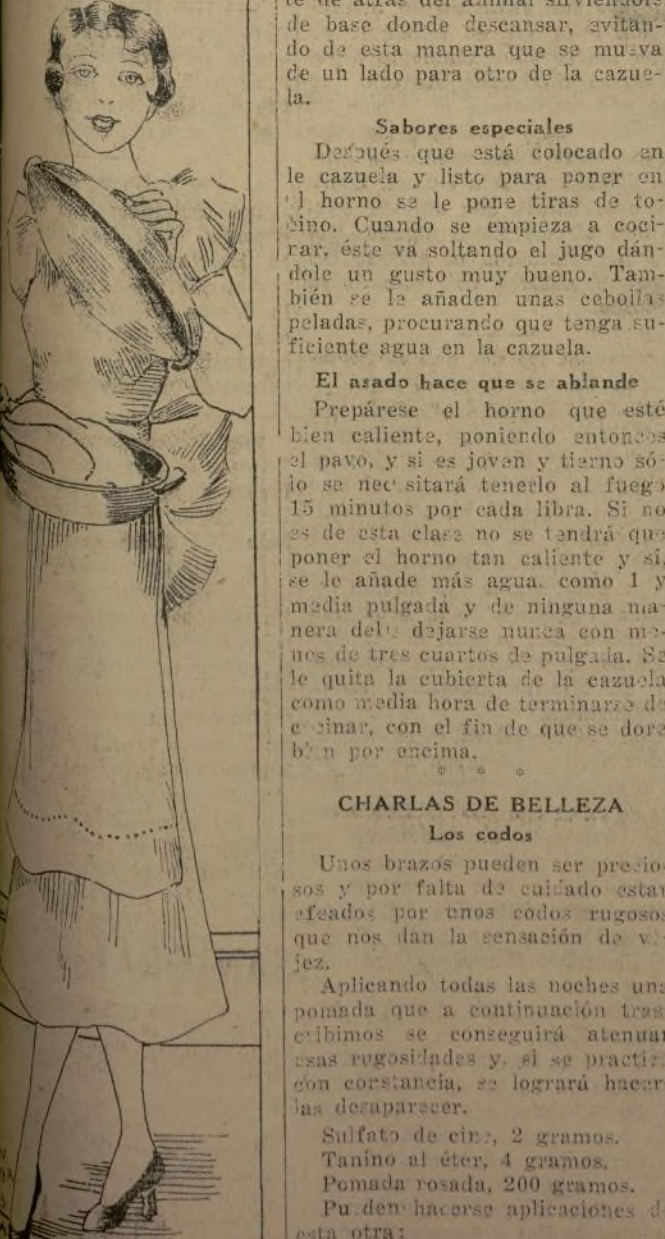 te de atrás del animal sirviéndole
de base donde descansar, evitan-
do de esta manera que se mueva
de un lado para otro de la cazue-
la.
Sabores especiales
Después que está colocado en
le cazuela y listo para poner en
el horno se le pone tiras de to-
cino. Cuando se empieza a coci-
rar, éste va soltando el jugo dán-
dole un gusto muy bueno. Tam-
bién se le añaden unas cebollas
peladas, procurando que tenga su-
ficiente agua en la cazuela.
El asado hace que se ablande
Prepárese el horno que esté
bien caliente, poniendo entonces
el pavo, y si es joven y tierno só-
lo se necesitará tenerlo al fuego
15 minutos por cada libra. Si no
es de esta clase no se tendrá que
poner el horno tan caliente y si,
se le añade más agua. como 1 y
media pulgada y de ninguna ma-
nera debe dejarse nunca con me-
nos de tres cuartos de pulgada. Se
le quita la cubierta de la cazuela
como media hora de terminarse de
cocinar, con el fin de que se dore
bien por encima.
* * *
CHARLAS DE BELLEZA
Los codos
Unos brazos pueden ser precio-
sos y por falta de cuidado estar
afeados por unos codos rugosos
que nos dan la sensación de ve-
jez.
Aplicando todas las noches una
pomada que a continuación tras-
cribimos se conseguirá atenuar
esas rugosidades y, si se practica
con constancia, se logrará hacer-
las desaparecer.
Sulfato de cinc, 2 gramos.
Tanino al éter, 4 gramos.
Pomada rosada, 200 gramos.
Pueden hacerse aplicaciones de
esta otra: